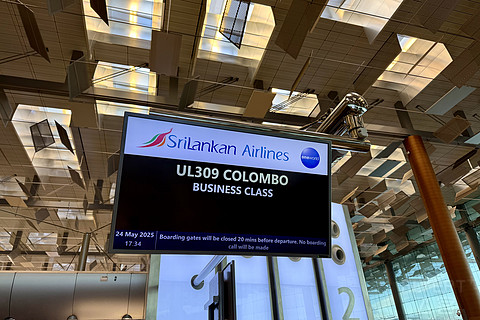 SriLankan Airlines
oneworld
UL309 COLOMBO
BUSINESS CLASS
24 May 2025
17:34
Boarding gates will be closed 20 mins before departure. No boarding
call will be made
2